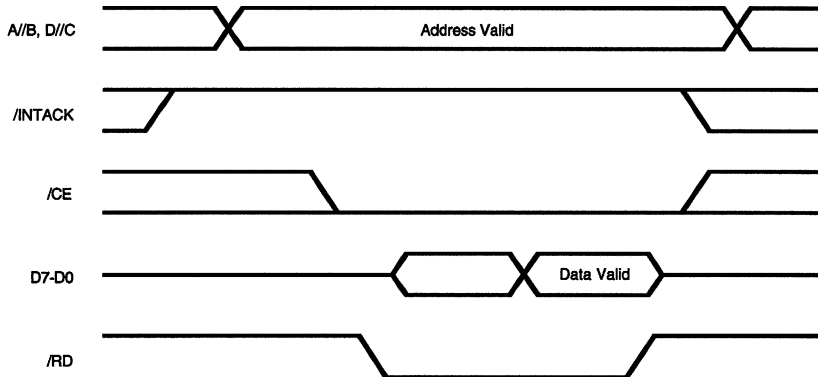 A//B, D//C
Address Valid
/INTACK
/CE
D7-D0
Data Valid
/RD